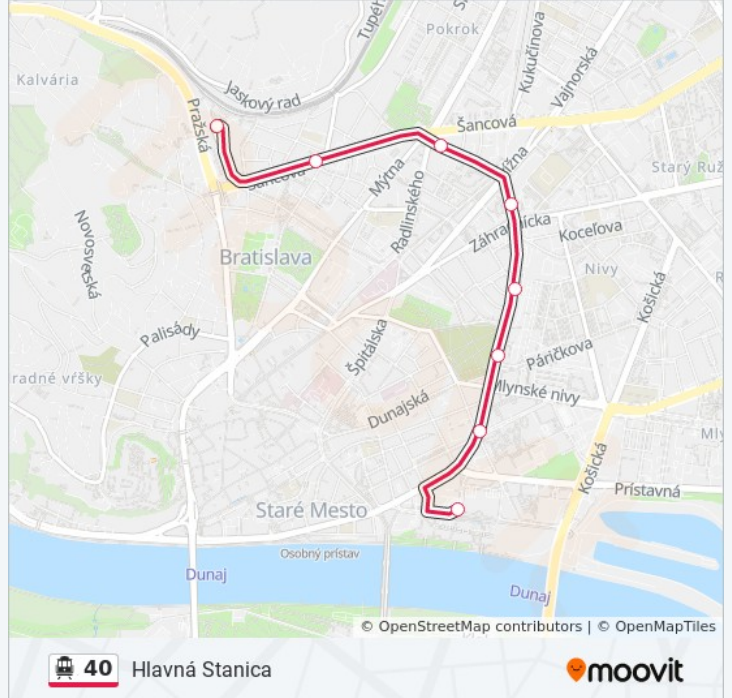 Tupéh
Pokrok
Kukučínova
Kalvária
Jaskový rad
Vajnorská
Pražská
Šancová
Šancová
Mýtna
Radlinského
Starý Ruž
Záhradnícka
Koceľova
Novosvetská
Bratislava
Nivy
Košická
Palisády
Špitálska
Páričkova
radné vŕšky
Mlynské nivy
Dunajská
Mly
Košická
Prístavná
Staré Mesto
Osobný prístav
Dunaj
Dunaj
© OpenStreetMap contributors | © OpenMapTiles
40 Hlavná Stanica
moovit